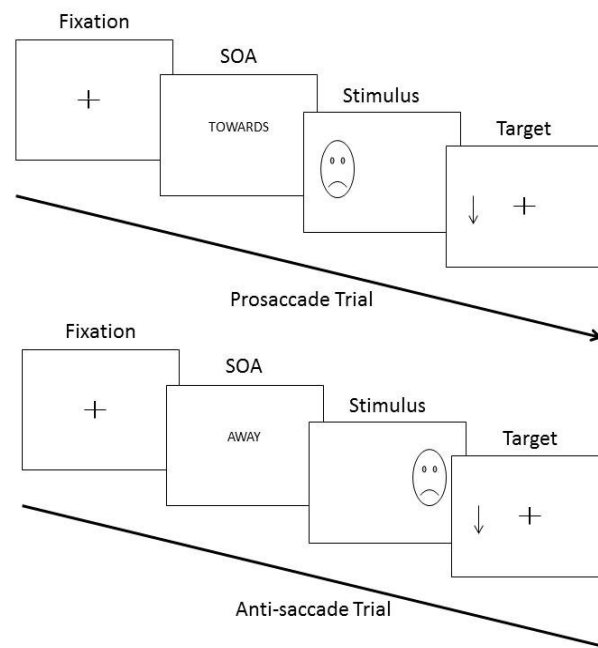 Fixation
SOA
TOWARDS
Stimulus
Target
Prosaccade Trial
Fixation
SOA
AWAY
Stimulus
Target
Anti-saccade Trial